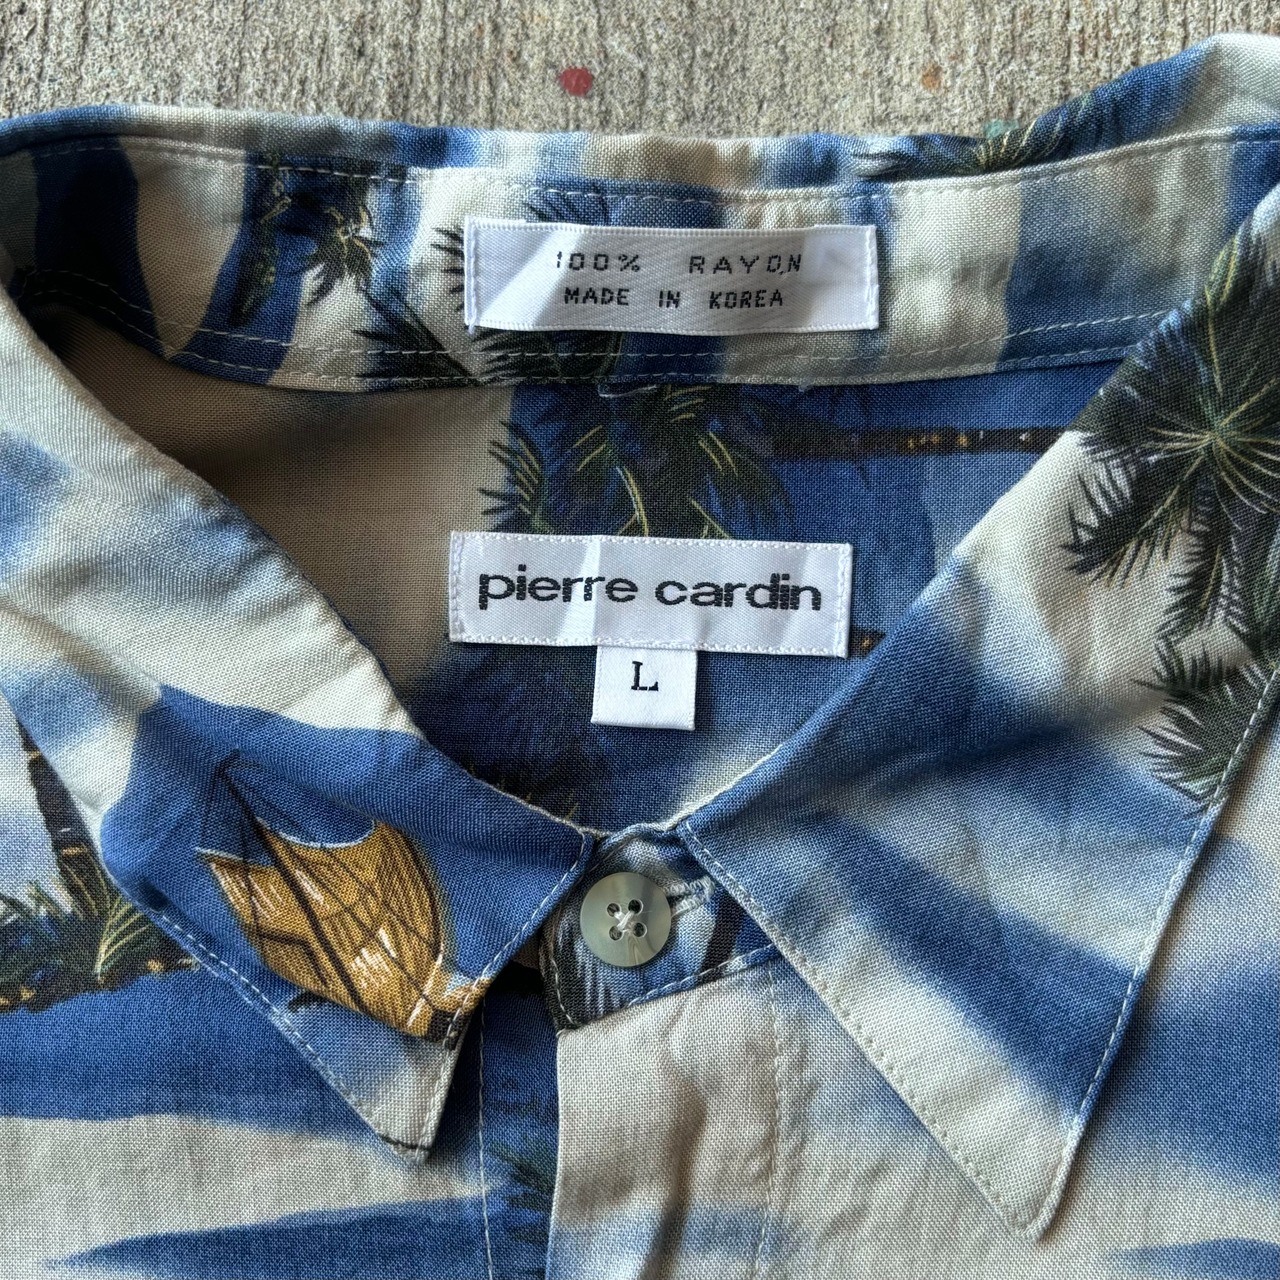 100% RAYON
MADE IN KOREA
pierre cardin
L